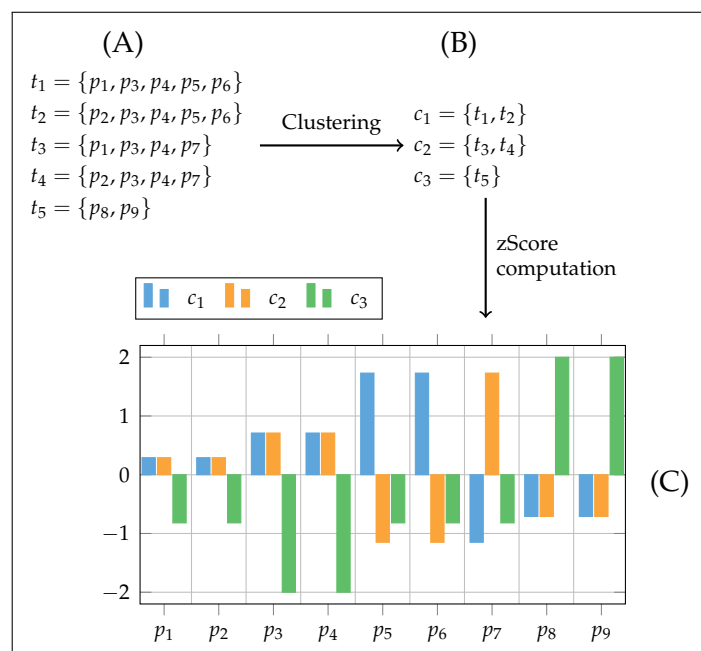 (A) (B)
t₁ = {p₁, p₃, p₄, p₅, p₆}
t₂ = {p₂, p₃, p₄, p₅, p₆}
t₃ = {p₁, p₃, p₄, p₇}
t₄ = {p₂, p₃, p₄, p₇}
t₅ = {p₈, p₉}
Clustering
c₁ = {t₁, t₂}
c₂ = {t₃, t₄}
c₃ = {t₅}
zScore
computation
c₁ c₂ c₃
2
1
0
−1
−2
(C)
p₁ p₂ p₃ p₄ p₅ p₆ p₇ p₈ p₉